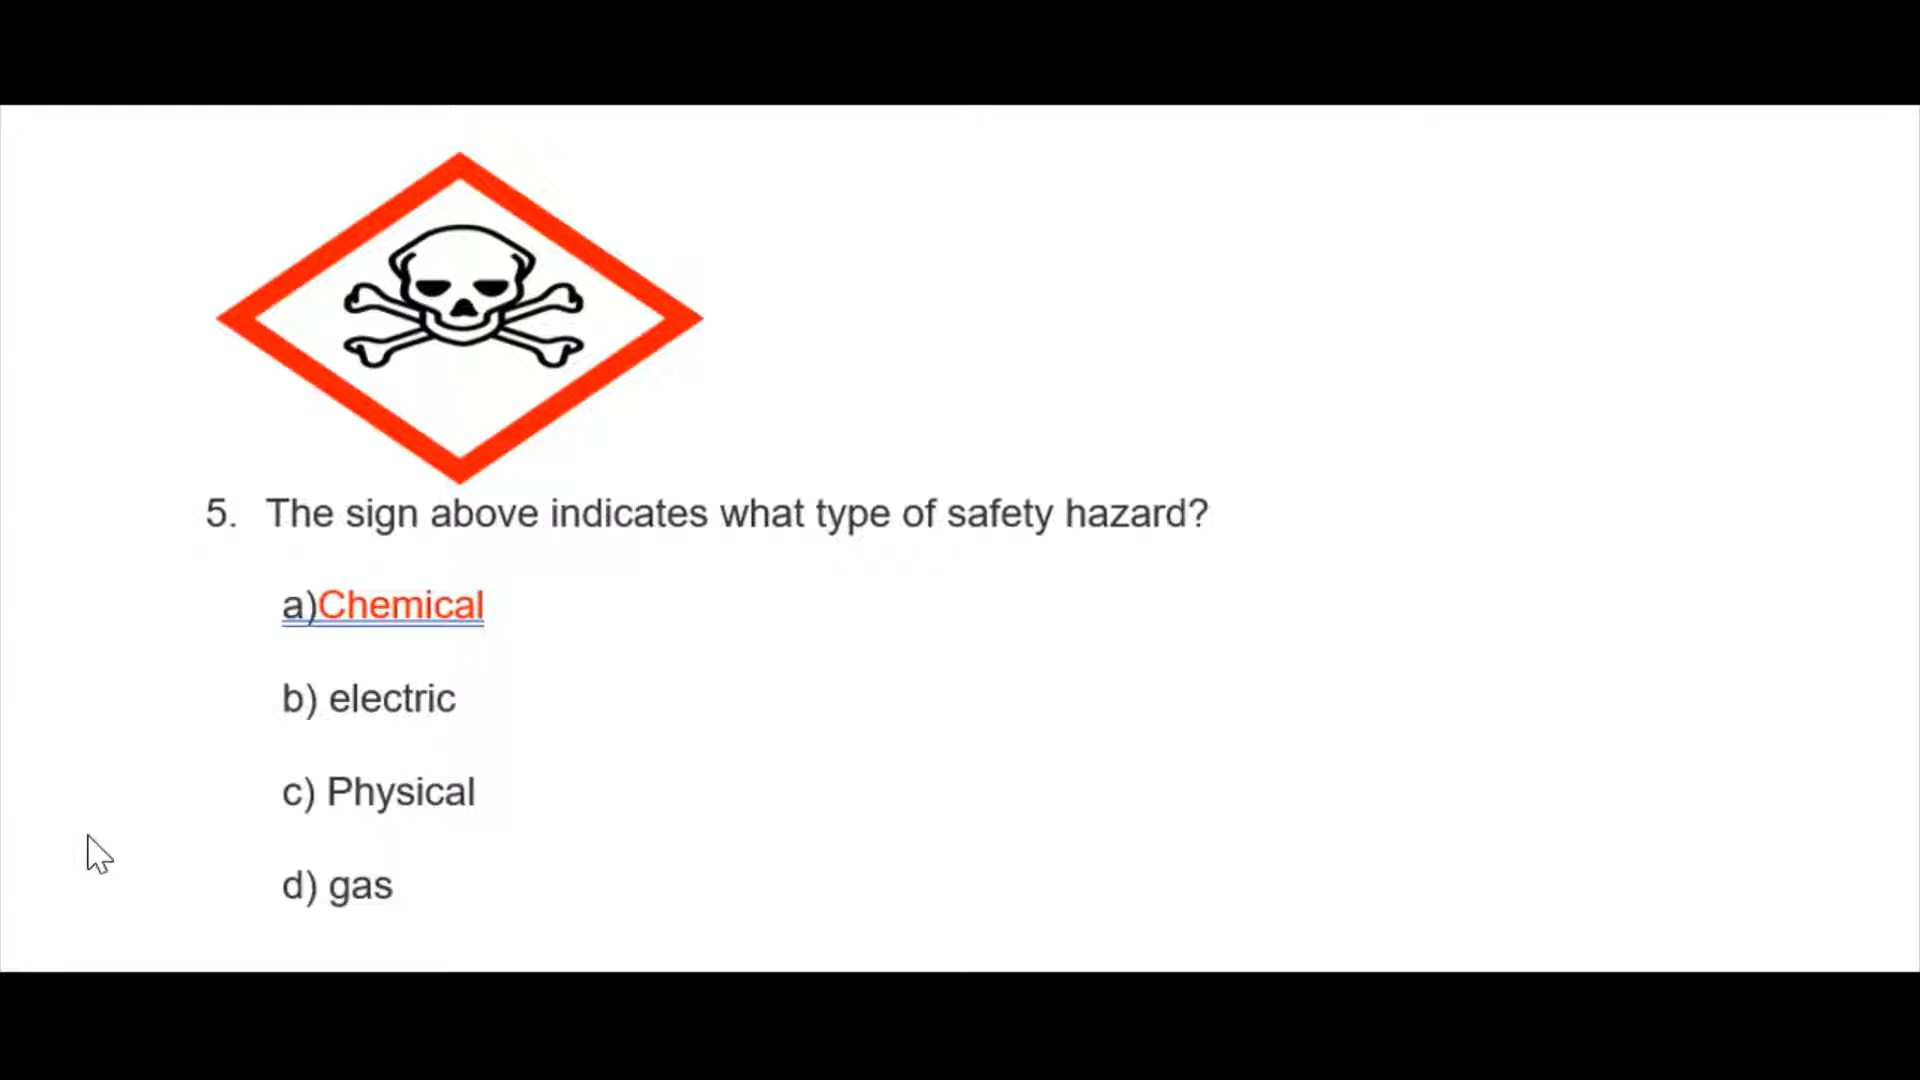 5. The sign above indicates what type of safety hazard?
a)Chemical
b) electric
c) Physical
d) gas